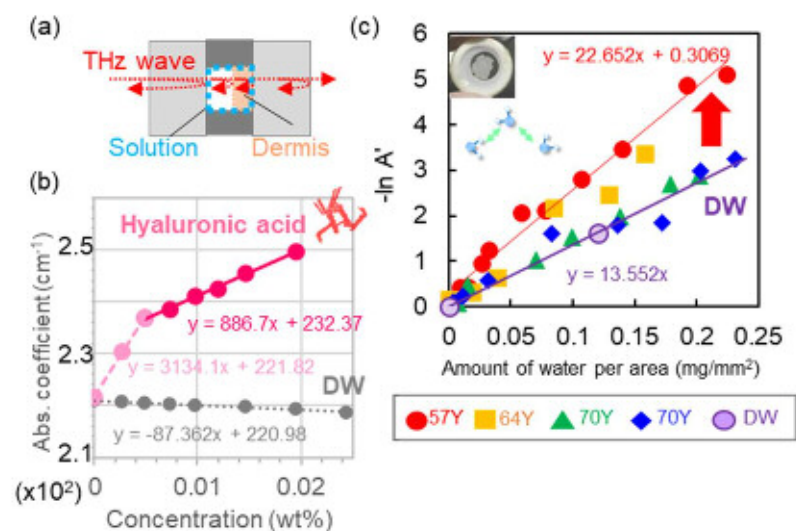 (a)
THz wave
Solution
Dermis
(b)
Hyaluronic acid
2.5
2.3
2.1
Abs. coefficient (cm-1)
y = 886.7x + 232.37
y = 3134.1x + 221.82
DW
y = -87.362x + 220.98
(x10²)
0
0.01
0.02
Concentration (wt%)
(c)
6
5
4
3
2
1
0
-ln A'
y = 22.652x + 0.3069
DW
y = 13.552x
0
0.05
0.1
0.15
0.2
0.25
Amount of water per area (mg/mm²)
57Y
64Y
70Y
70Y
DW